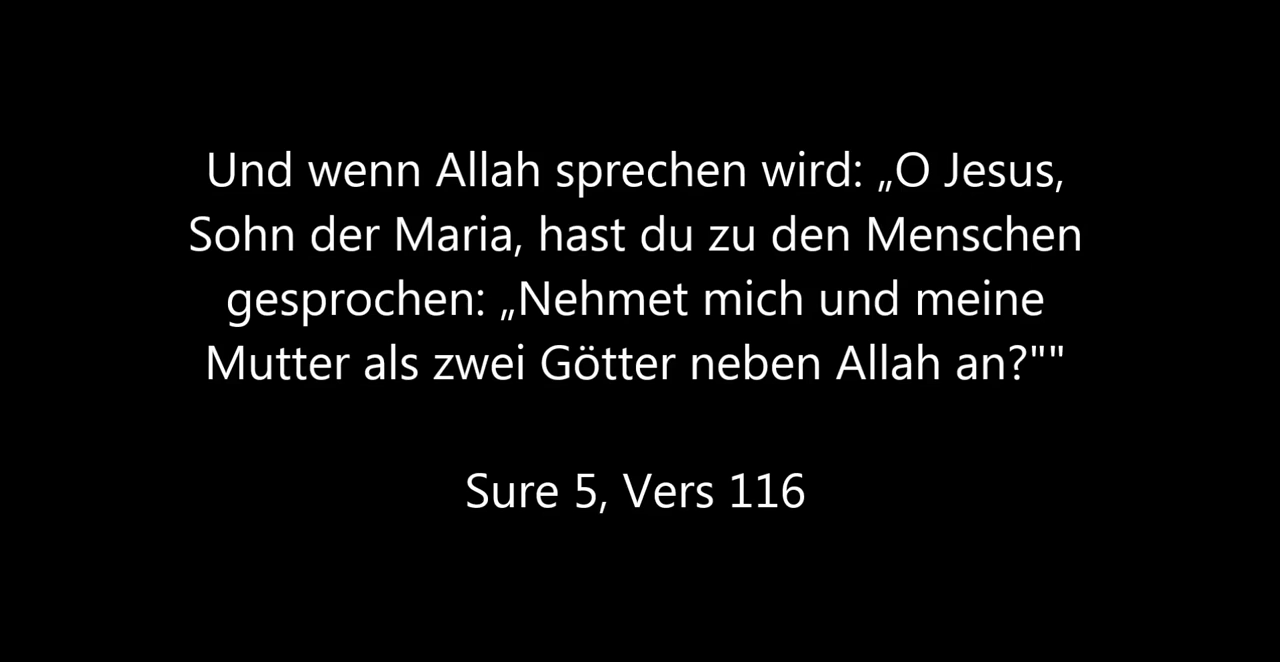 Und wenn Allah sprechen wird: „O Jesus,
Sohn der Maria, hast du zu den Menschen
gesprochen: „Nehmet mich und meine
Mutter als zwei Götter neben Allah an?""
Sure 5, Vers 116